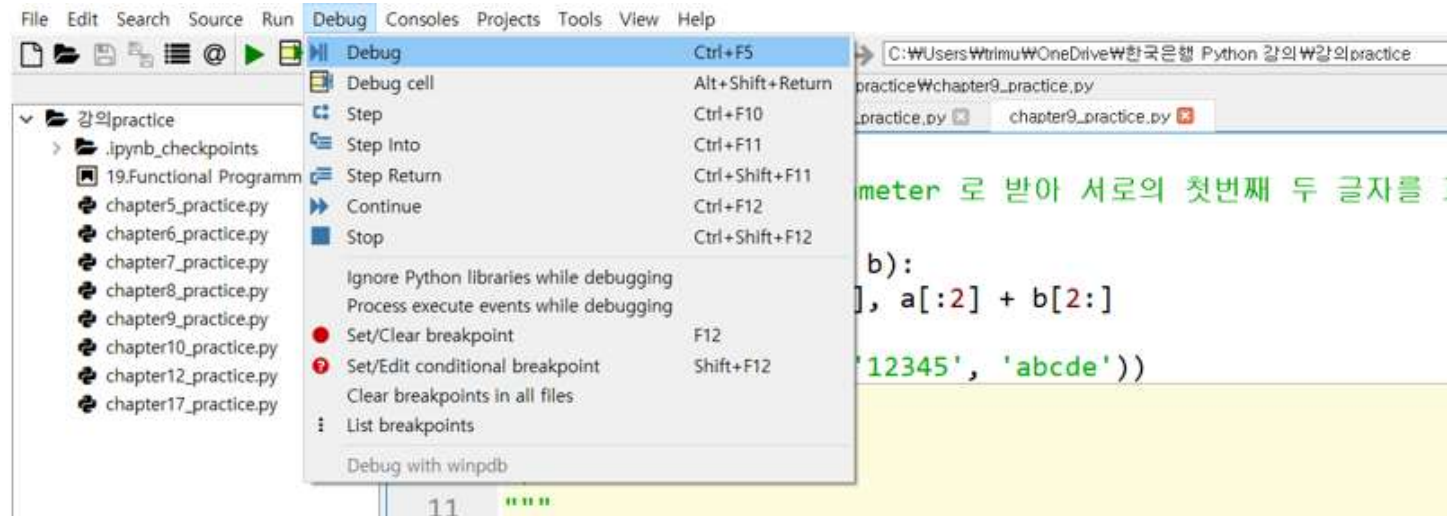 File Edit Search Source Run Debug Consoles Projects Tools View Help
C:₩Users₩trimu₩OneDrive₩한국은행 Python 강의₩강의practice
practice₩chapter9_practice.py
_practice.py chapter9_practice.py
강의practice
.ipynb_checkpoints
19.Functional Programm
chapter5_practice.py
chapter6_practice.py
chapter7_practice.py
chapter8_practice.py
chapter9_practice.py
chapter10_practice.py
chapter12_practice.py
chapter17_practice.py
Debug Ctrl+F5
Debug cell Alt+Shift+Return
Step Ctrl+F10
Step Into Ctrl+F11
Step Return Ctrl+Shift+F11
Continue Ctrl+F12
Stop Ctrl+Shift+F12
Ignore Python libraries while debugging
Process execute events while debugging
Set/Clear breakpoint F12
Set/Edit conditional breakpoint Shift+F12
Clear breakpoints in all files
List breakpoints
Debug with winpdb
meter 로 받아 서로의 첫번째 두 글자를
b):
], a[:2] + b[2:]
'12345', 'abcde'))
11 """